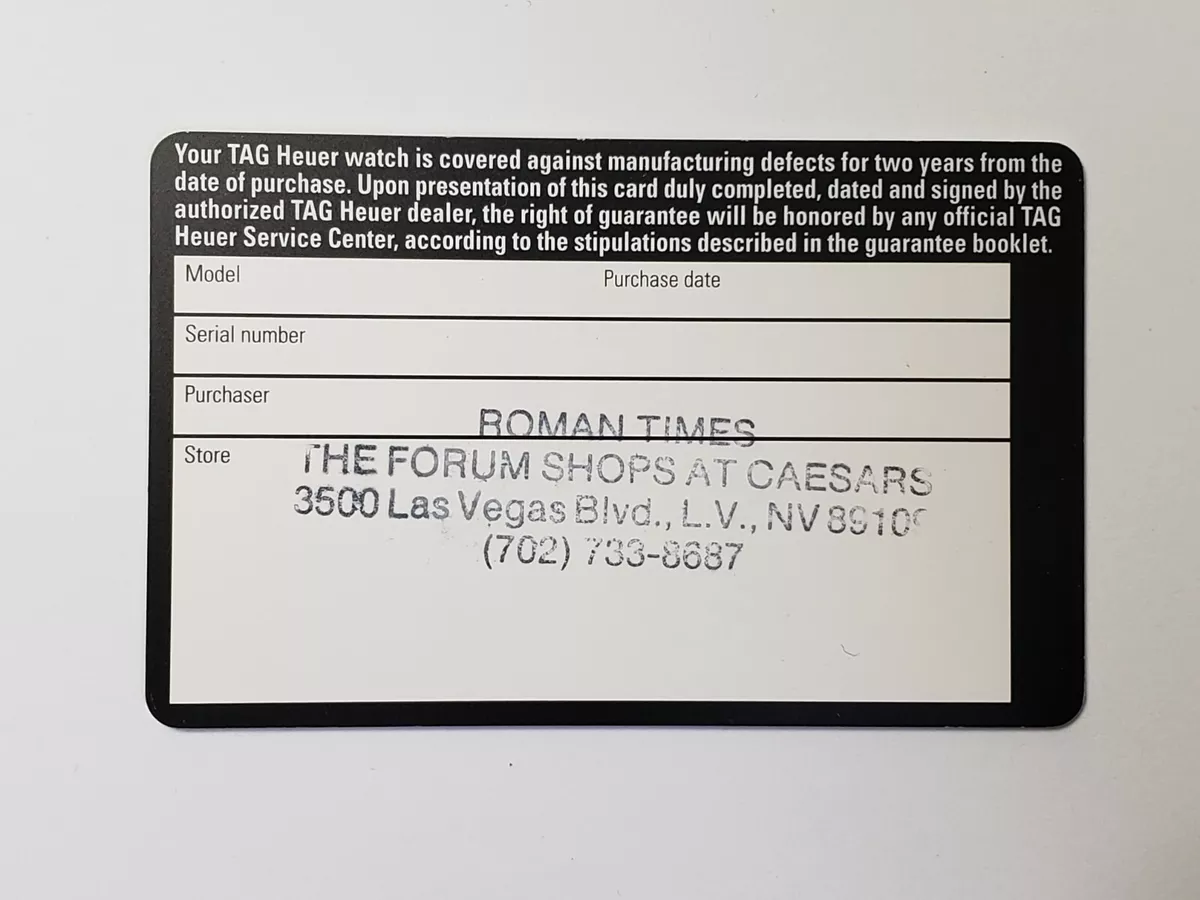 Your TAG Heuer watch is covered against manufacturing defects for two years from the
date of purchase. Upon presentation of this card duly completed, dated and signed by the
authorized TAG Heuer dealer, the right of guarantee will be honored by any official TAG
Heuer Service Center, according to the stipulations described in the guarantee booklet.
Model Purchase date
Serial number
Purchaser
ROMAN TIMES
Store
THE FORUM SHOPS AT CAESARS
3500 Las Vegas Blvd., L.V., NV 89109
(702) 733-8687